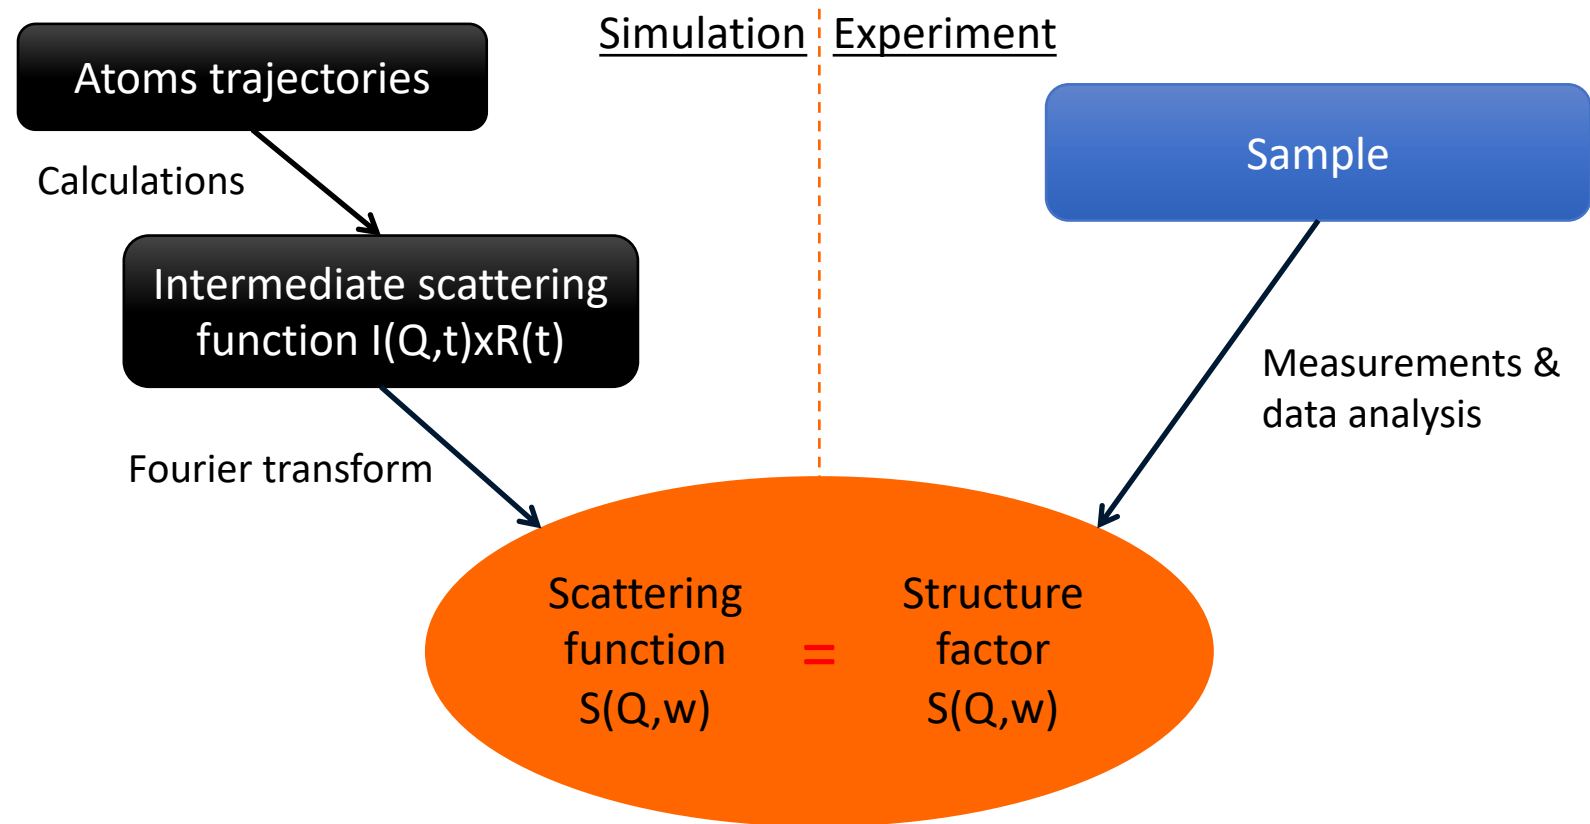 Simulation Experiment
Atoms trajectories
Calculations
Intermediate scattering
function I(Q,t)xR(t)
Fourier transform
Sample
Measurements &
data analysis
Scattering
function
S(Q,w)
=
Structure
factor
S(Q,w)